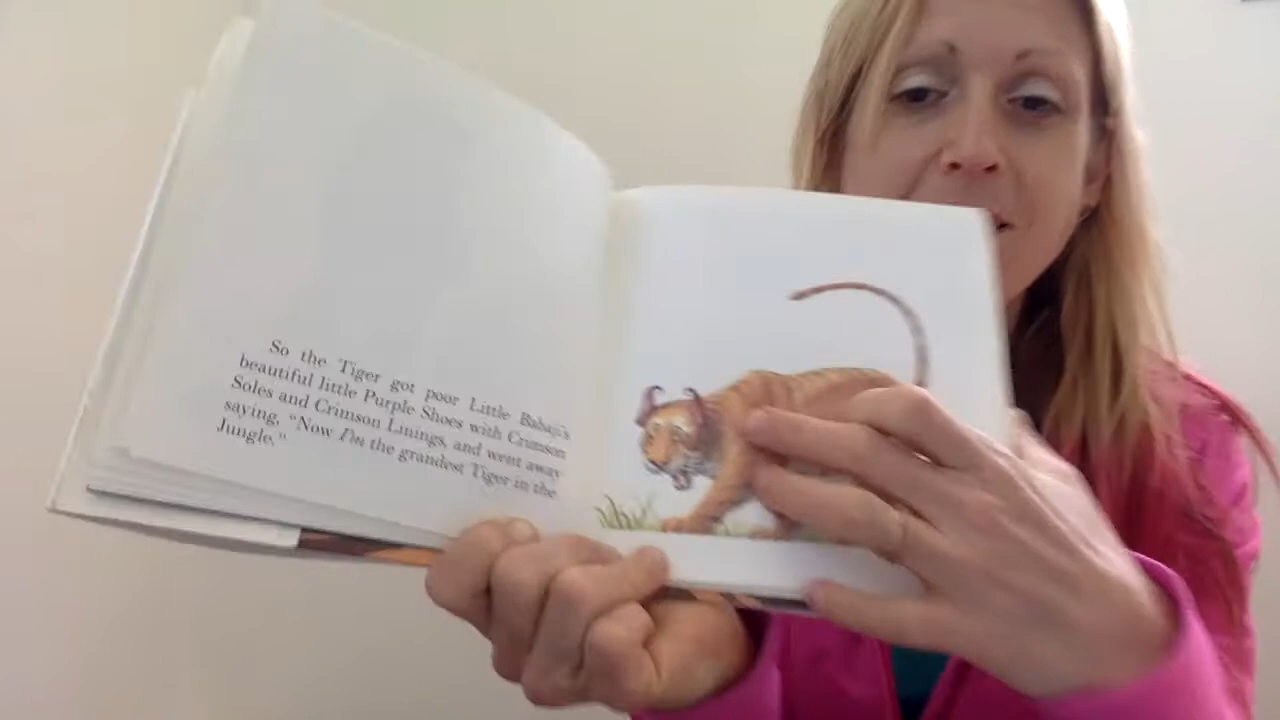 So the Tiger got poor Little Babaji's
beautiful little Purple Shoes with Crimson
Soles and Crimson Linings, and went away
saying, "Now I'm the grandest Tiger in the
Jungle."